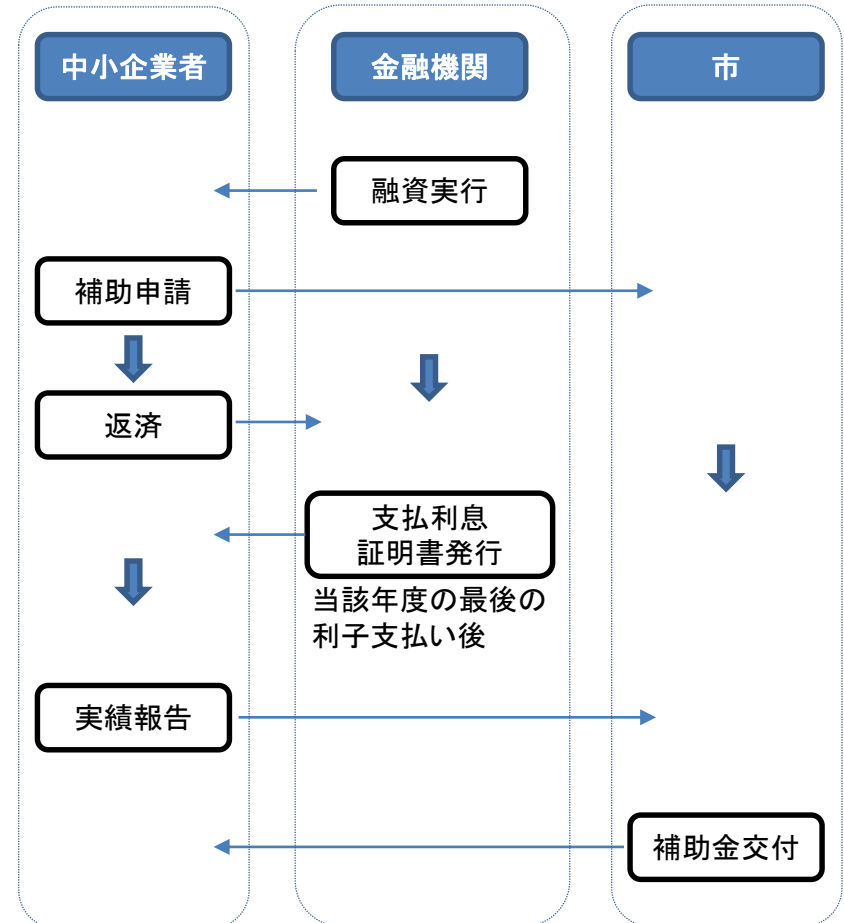 中小企業者
金融機関
市
融資実行
補助申請
返済
支払利息
証明書発行
当該年度の最後の
利子支払い後
実績報告
補助金交付